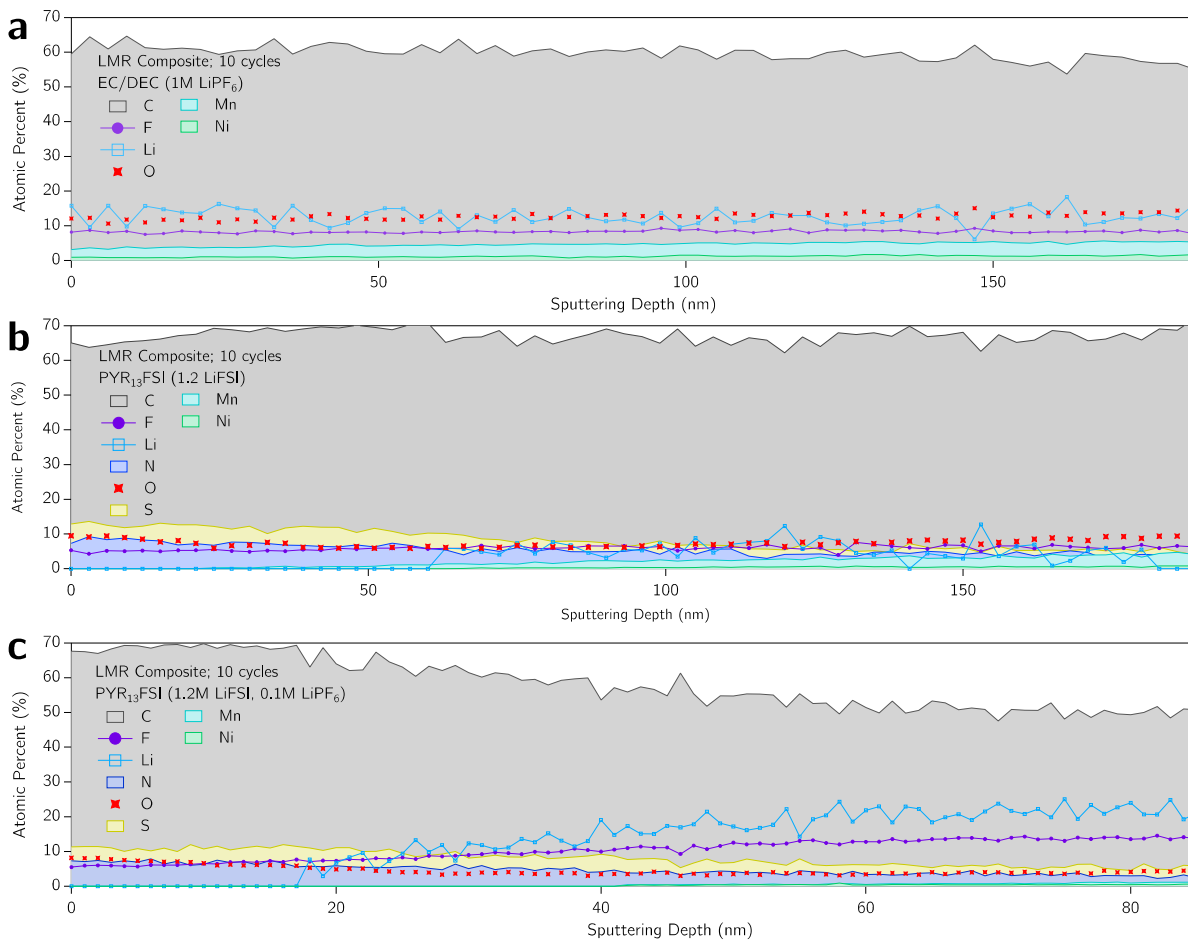 a
70
60
50
40
30
20
10
0
Atomic Percent (%)
LMR Composite; 10 cycles
EC/DEC (1M LiPF₆)
C Mn
F Ni
Li
O
0 50 100 150
Sputtering Depth (nm)
b
70
60
50
40
30
20
10
0
Atomic Percent (%)
LMR Composite; 10 cycles
PYR₁₃FSI (1.2 LiFSI)
C Mn
F Ni
Li
N
O
S
0 50 100 150
Sputtering Depth (nm)
c
70
60
50
40
30
20
10
0
Atomic Percent (%)
LMR Composite; 10 cycles
PYR₁₃FSI (1.2M LiFSI, 0.1M LiPF₆)
C Mn
F Ni
Li
N
O
S
0 20 40 60 80
Sputtering Depth (nm)